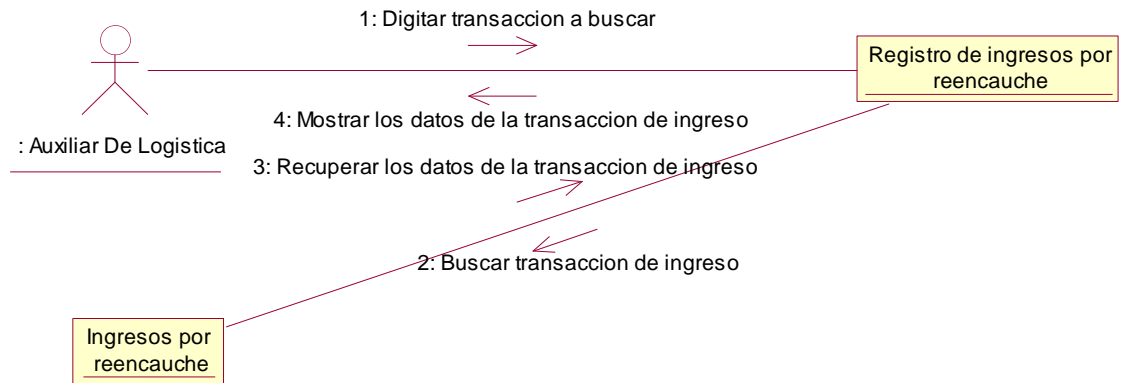 1: Digitar transaccion a buscar
Registro de ingresos por
reencauche
4: Mostrar los datos de la transaccion de ingreso
: Auxiliar De Logistica
3: Recuperar los datos de la transaccion de ingreso
2: Buscar transaccion de ingreso
Ingresos por
reencauche